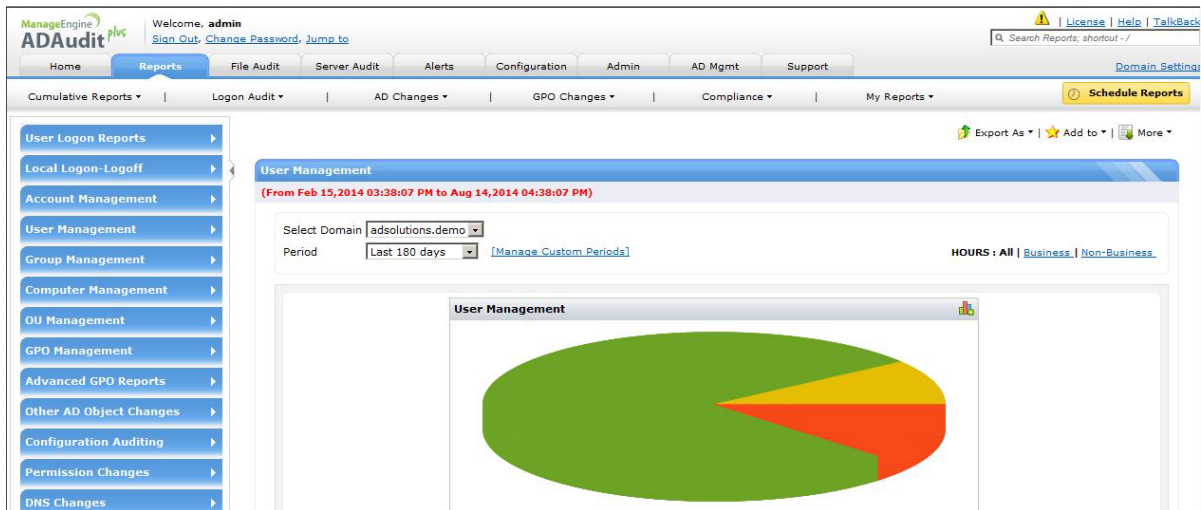 ManageEngine
ADAudit plus
Welcome, admin
Sign Out, Change Password, Jump to
| License | Help | TalkBack
Search Reports; shortcut - /
Home Reports File Audit Server Audit Alerts Configuration Admin AD Mgmt Support
Domain Settings
Cumulative Reports | Logon Audit | AD Changes | GPO Changes | Compliance | My Reports
Schedule Reports
Export As | Add to | More
User Logon Reports
Local Logon-Logoff
Account Management
User Management
Group Management
Computer Management
OU Management
GPO Management
Advanced GPO Reports
Other AD Object Changes
Configuration Auditing
Permission Changes
DNS Changes
User Management
(From Feb 15,2014 03:38:07 PM to Aug 14,2014 04:38:07 PM)
Select Domain adsolutions.demo
Period Last 180 days [Manage Custom Periods]
HOURS : All | Business | Non-Business
User Management